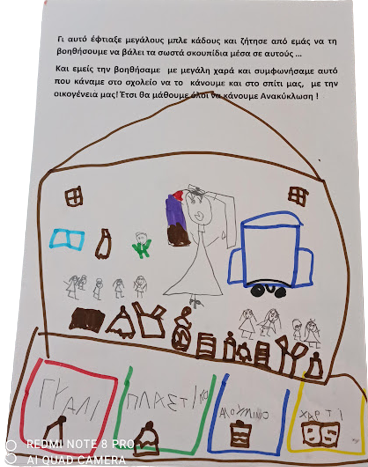 Γι αυτό έφτιαξε μεγάλους μπλε κάδους και ζήτησε από εμάς να τη
βοηθήσουμε να βάλει τα σωστά σκουπίδια μέσα σε αυτούς ...
Και εμείς την βοηθήσαμε με μεγάλη χαρά και συμφωνήσαμε αυτό
που κάναμε στο σχολείο να το κάνουμε και στο σπίτι μας, με την
οικογένεια μας! Έτσι θα μάθουμε όλοι να κάνουμε Ανακύκλωση !
ΓΥΑΛΙ
ΠΛΑΣΤΙΚΟ
ΑΛΟΥΜΙΝΙΟ
ΧΑΡΤΙ
REDMI NOTE 8 PRO
AI QUAD CAMERA